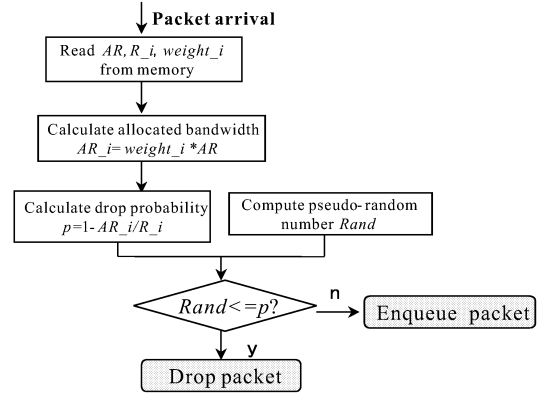 Packet arrival
Read AR, R_i, weight_i
from memory
Calculate allocated bandwidth
AR_i= weight_i *AR
Calculate drop probability
p=1- AR_i/R_i
Compute pseudo-random
number Rand
Rand<=p?
n
Enqueue packet
y
Drop packet